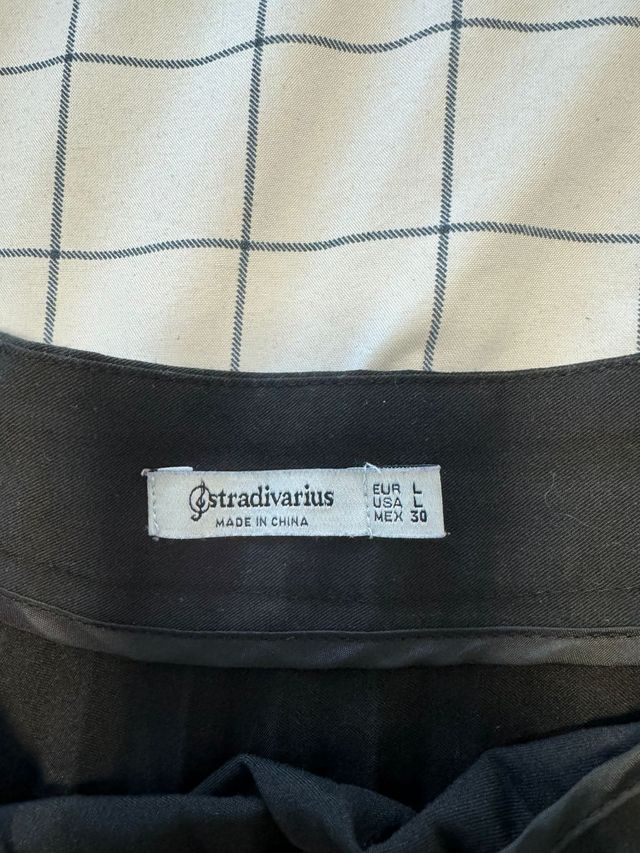 stradivarius
MADE IN CHINA
EUR L
USA L
MEX 30